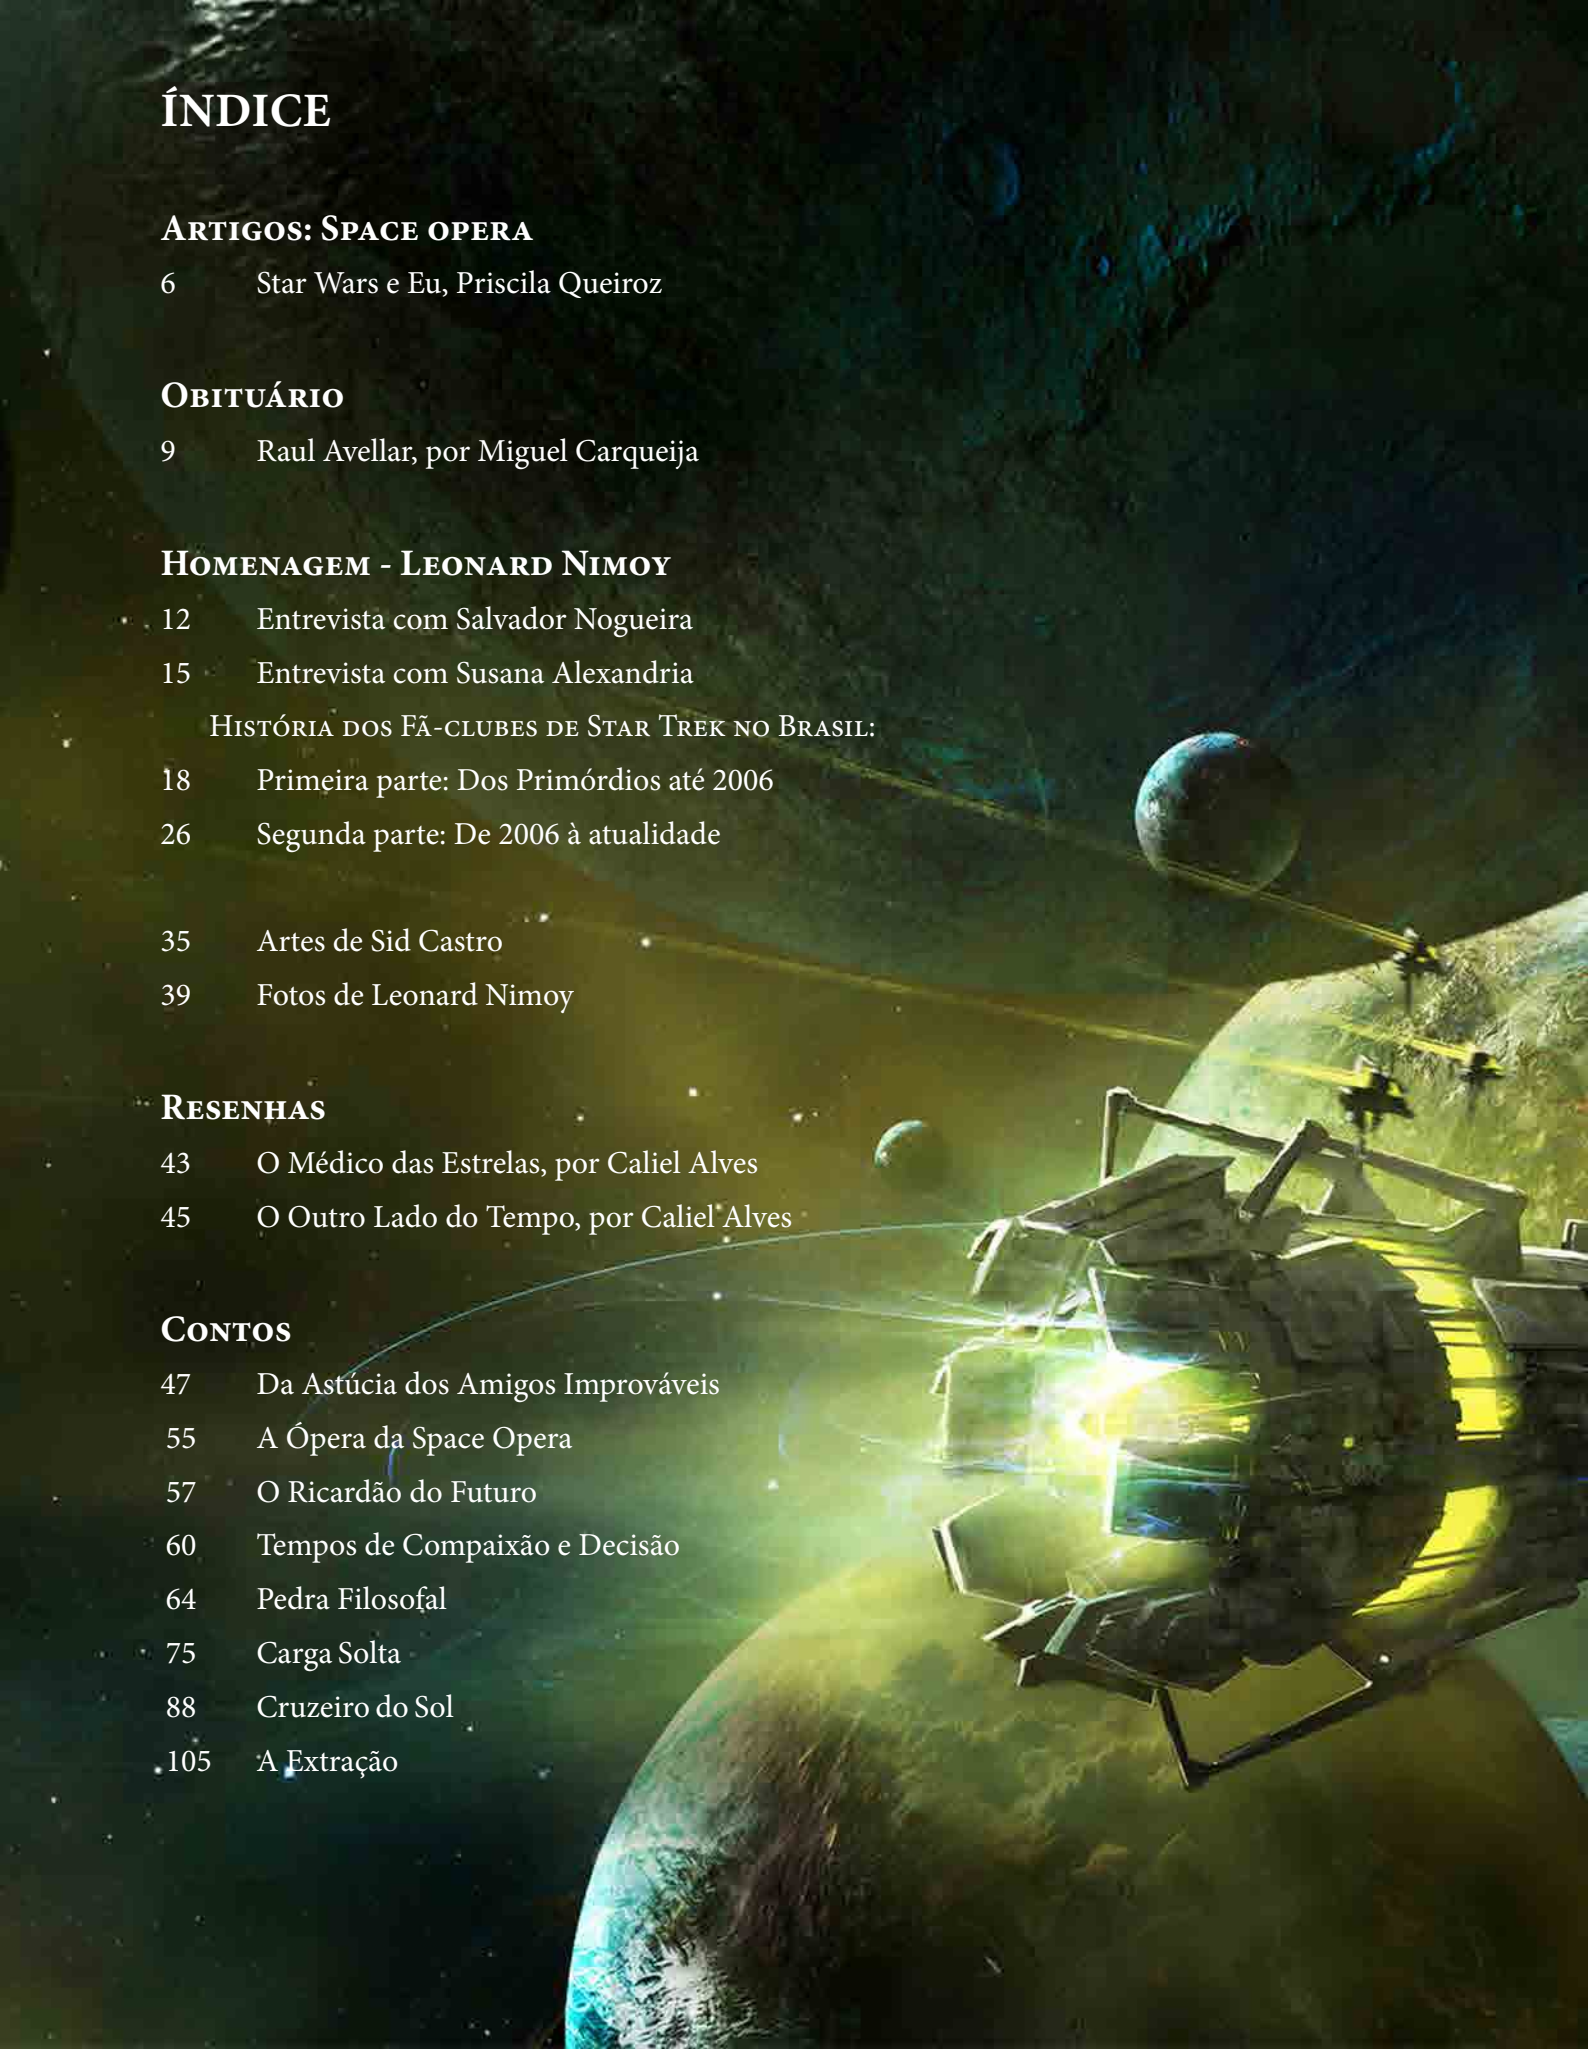 ÍNDICE
Artigos: Space opera
6 Star Wars e Eu, Priscila Queiroz
Obituário
9 Raul Avellar, por Miguel Carqueija
Homenagem - Leonard Nimoy
12 Entrevista com Salvador Nogueira
15 Entrevista com Susana Alexandria
História dos Fã-clubes de Star Trek no Brasil:
18 Primeira parte: Dos Primórdios até 2006
26 Segunda parte: De 2006 à atualidade
35 Artes de Sid Castro
39 Fotos de Leonard Nimoy
Resenhas
43 O Médico das Estrelas, por Caliel Alves
45 O Outro Lado do Tempo, por Caliel Alves
Contos
47 Da Astúcia dos Amigos Improváveis
55 A Ópera da Space Opera
57 O Ricardão do Futuro
60 Tempos de Compaixão e Decisão
64 Pedra Filosofal
75 Carga Solta
88 Cruzeiro do Sol
105 A Extração